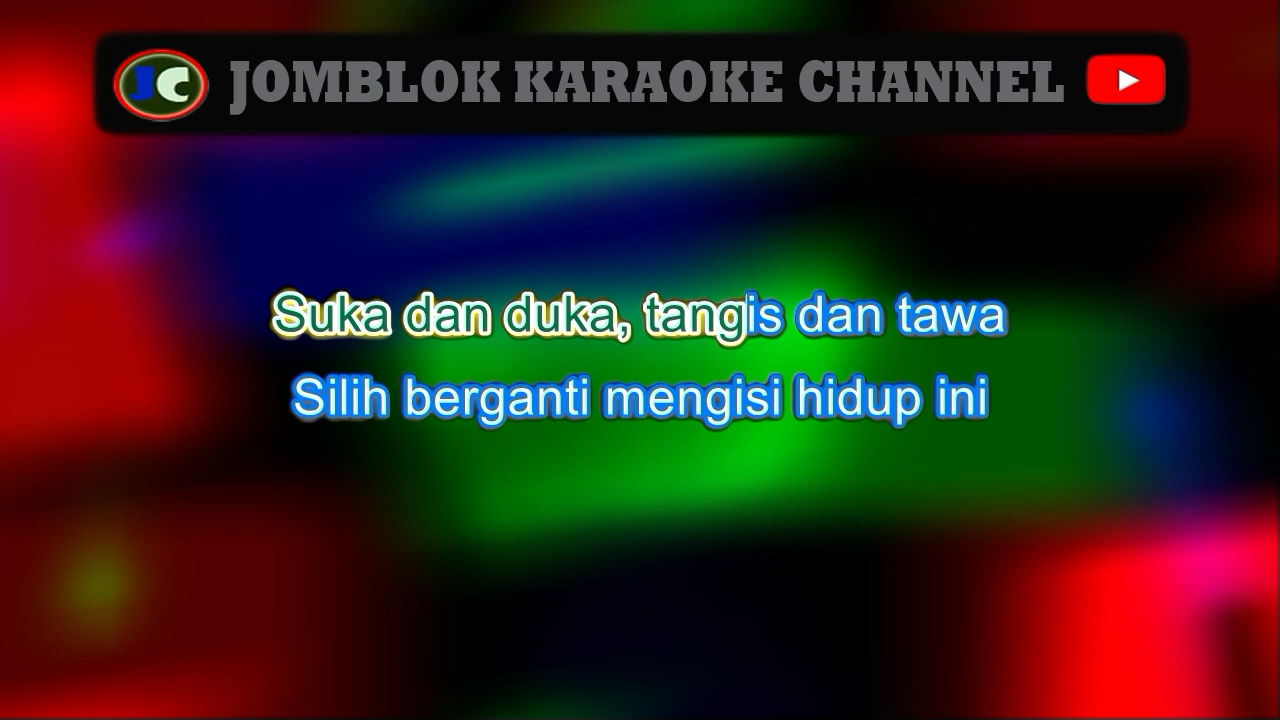 JC JOMBLOK KARAOKE CHANNEL
Suka dan duka, tangis dan tawa
Silih berganti mengisi hidup ini